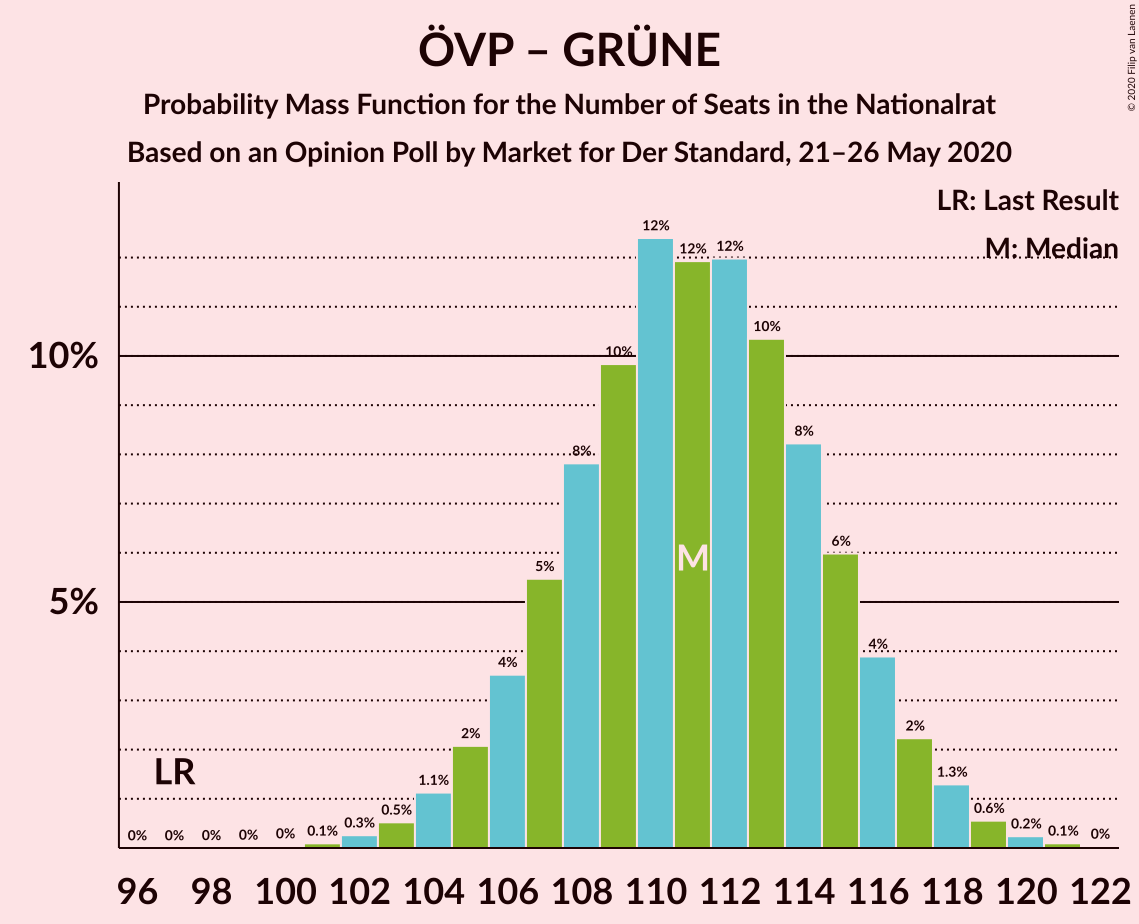 ÖVP – GRÜNE
Probability Mass Function for the Number of Seats in the Nationalrat
Based on an Opinion Poll by Market for Der Standard, 21–26 May 2020
© 2020 Filip van Laenen
LR: Last Result
M: Median
10%
5%
0% 0% 0% 0% 0% 0.1% 0.3% 0.5% 1.1% 2% 4% 5% 8% 10% 12% 12% 12% 10% 8% 6% 4% 2% 1.3% 0.6% 0.2% 0.1% 0%
M
LR
96 98 100 102 104 106 108 110 112 114 116 118 120 122